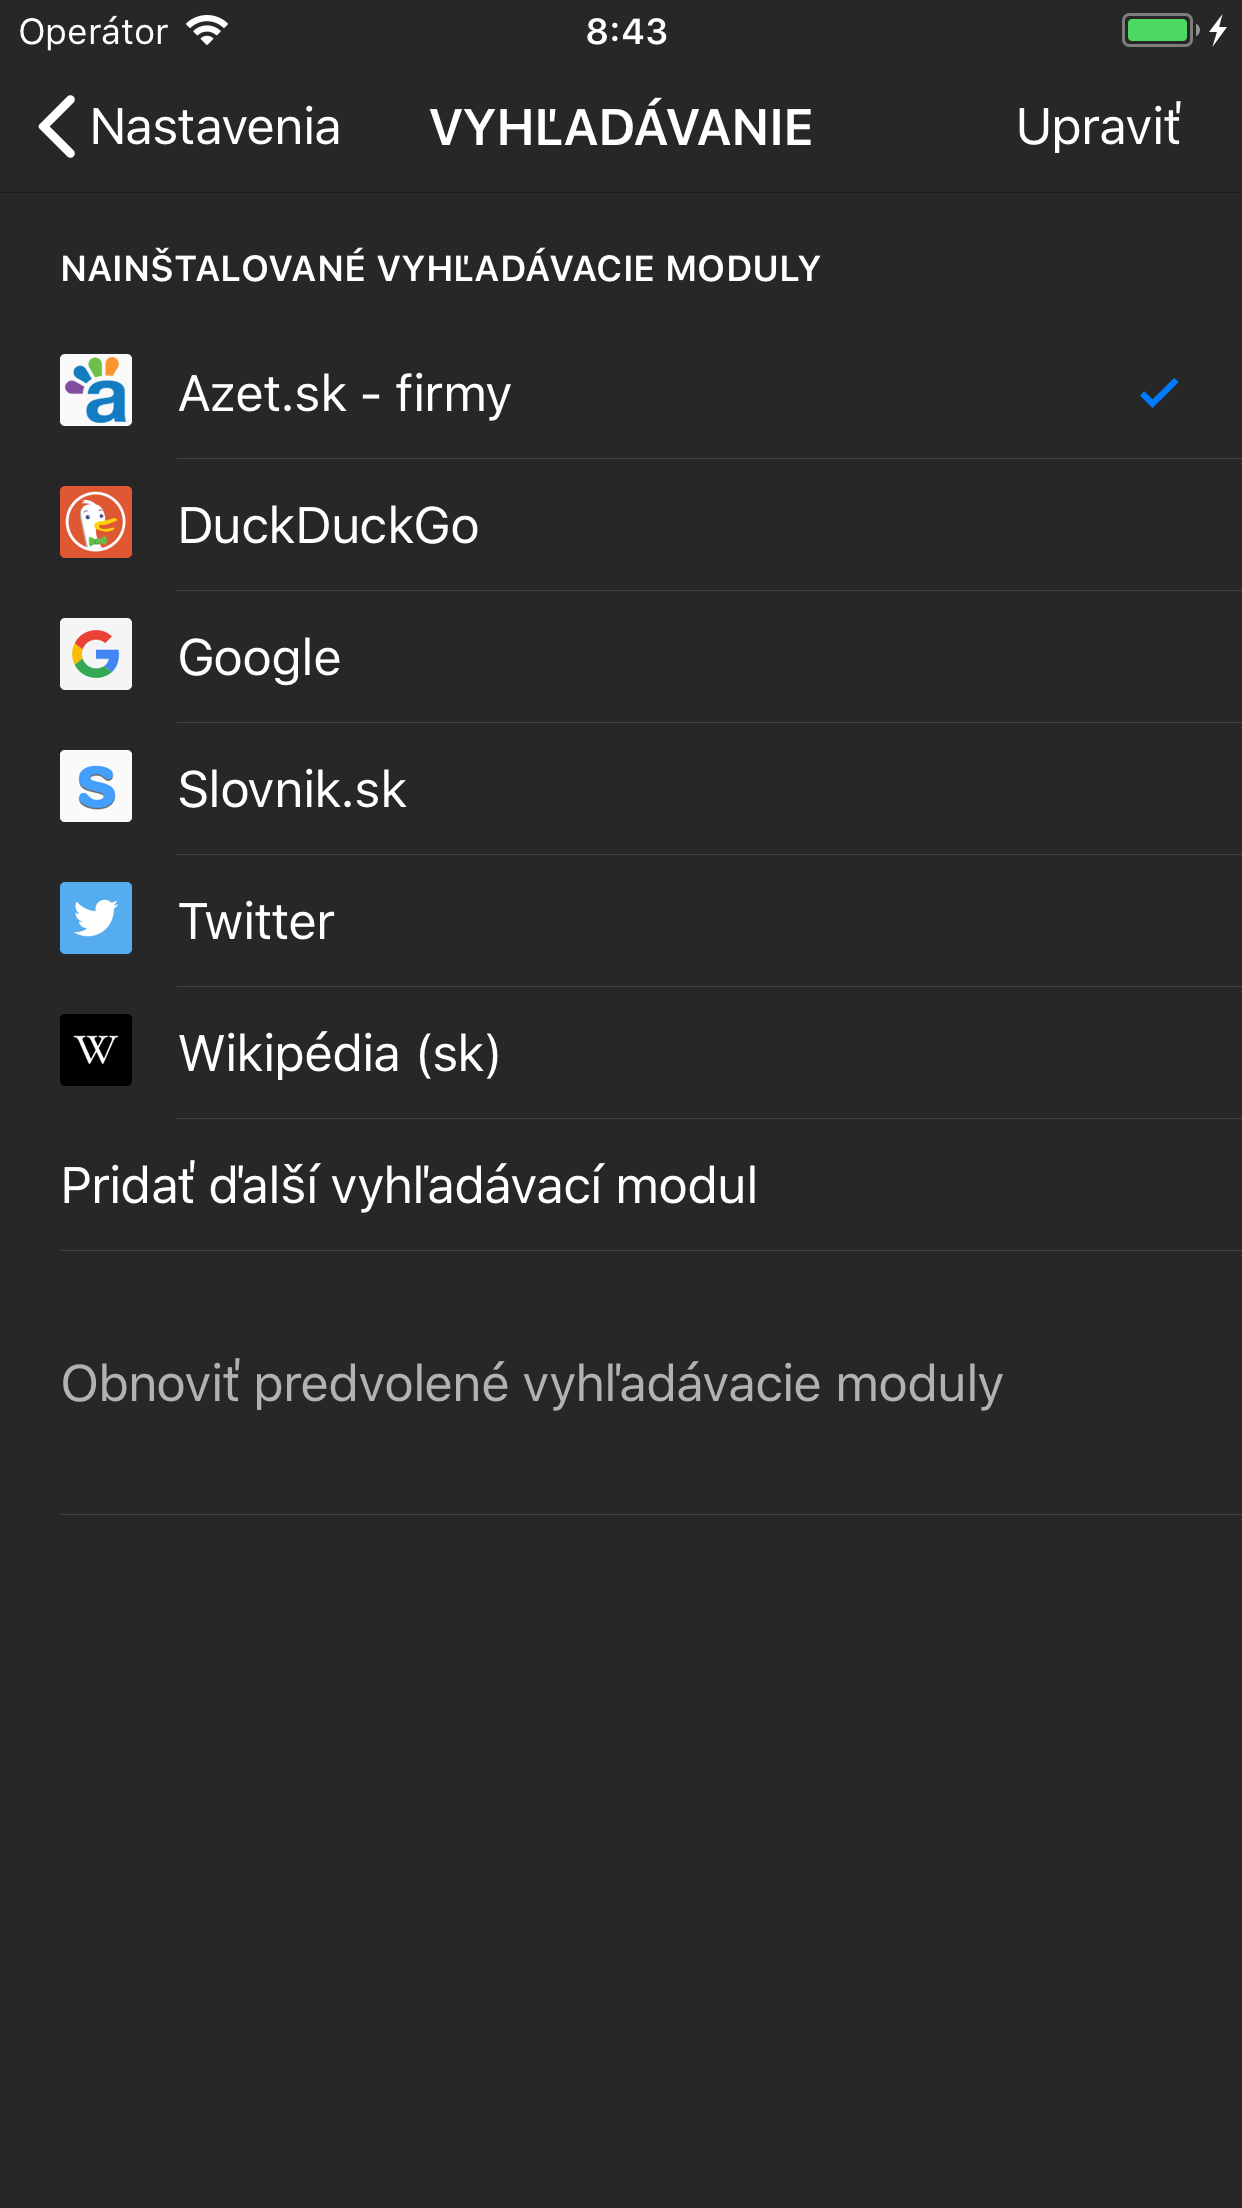 Operátor 8:43
Nastavenia VYHĽADÁVANIE Upraviť
NAINŠTALOVANÉ VYHĽADÁVACIE MODULY
Azet.sk - firmy
DuckDuckGo
Google
Slovnik.sk
Twitter
Wikipédia (sk)
Pridať ďalší vyhľadávací modul
Obnoviť predvolené vyhľadávacie moduly